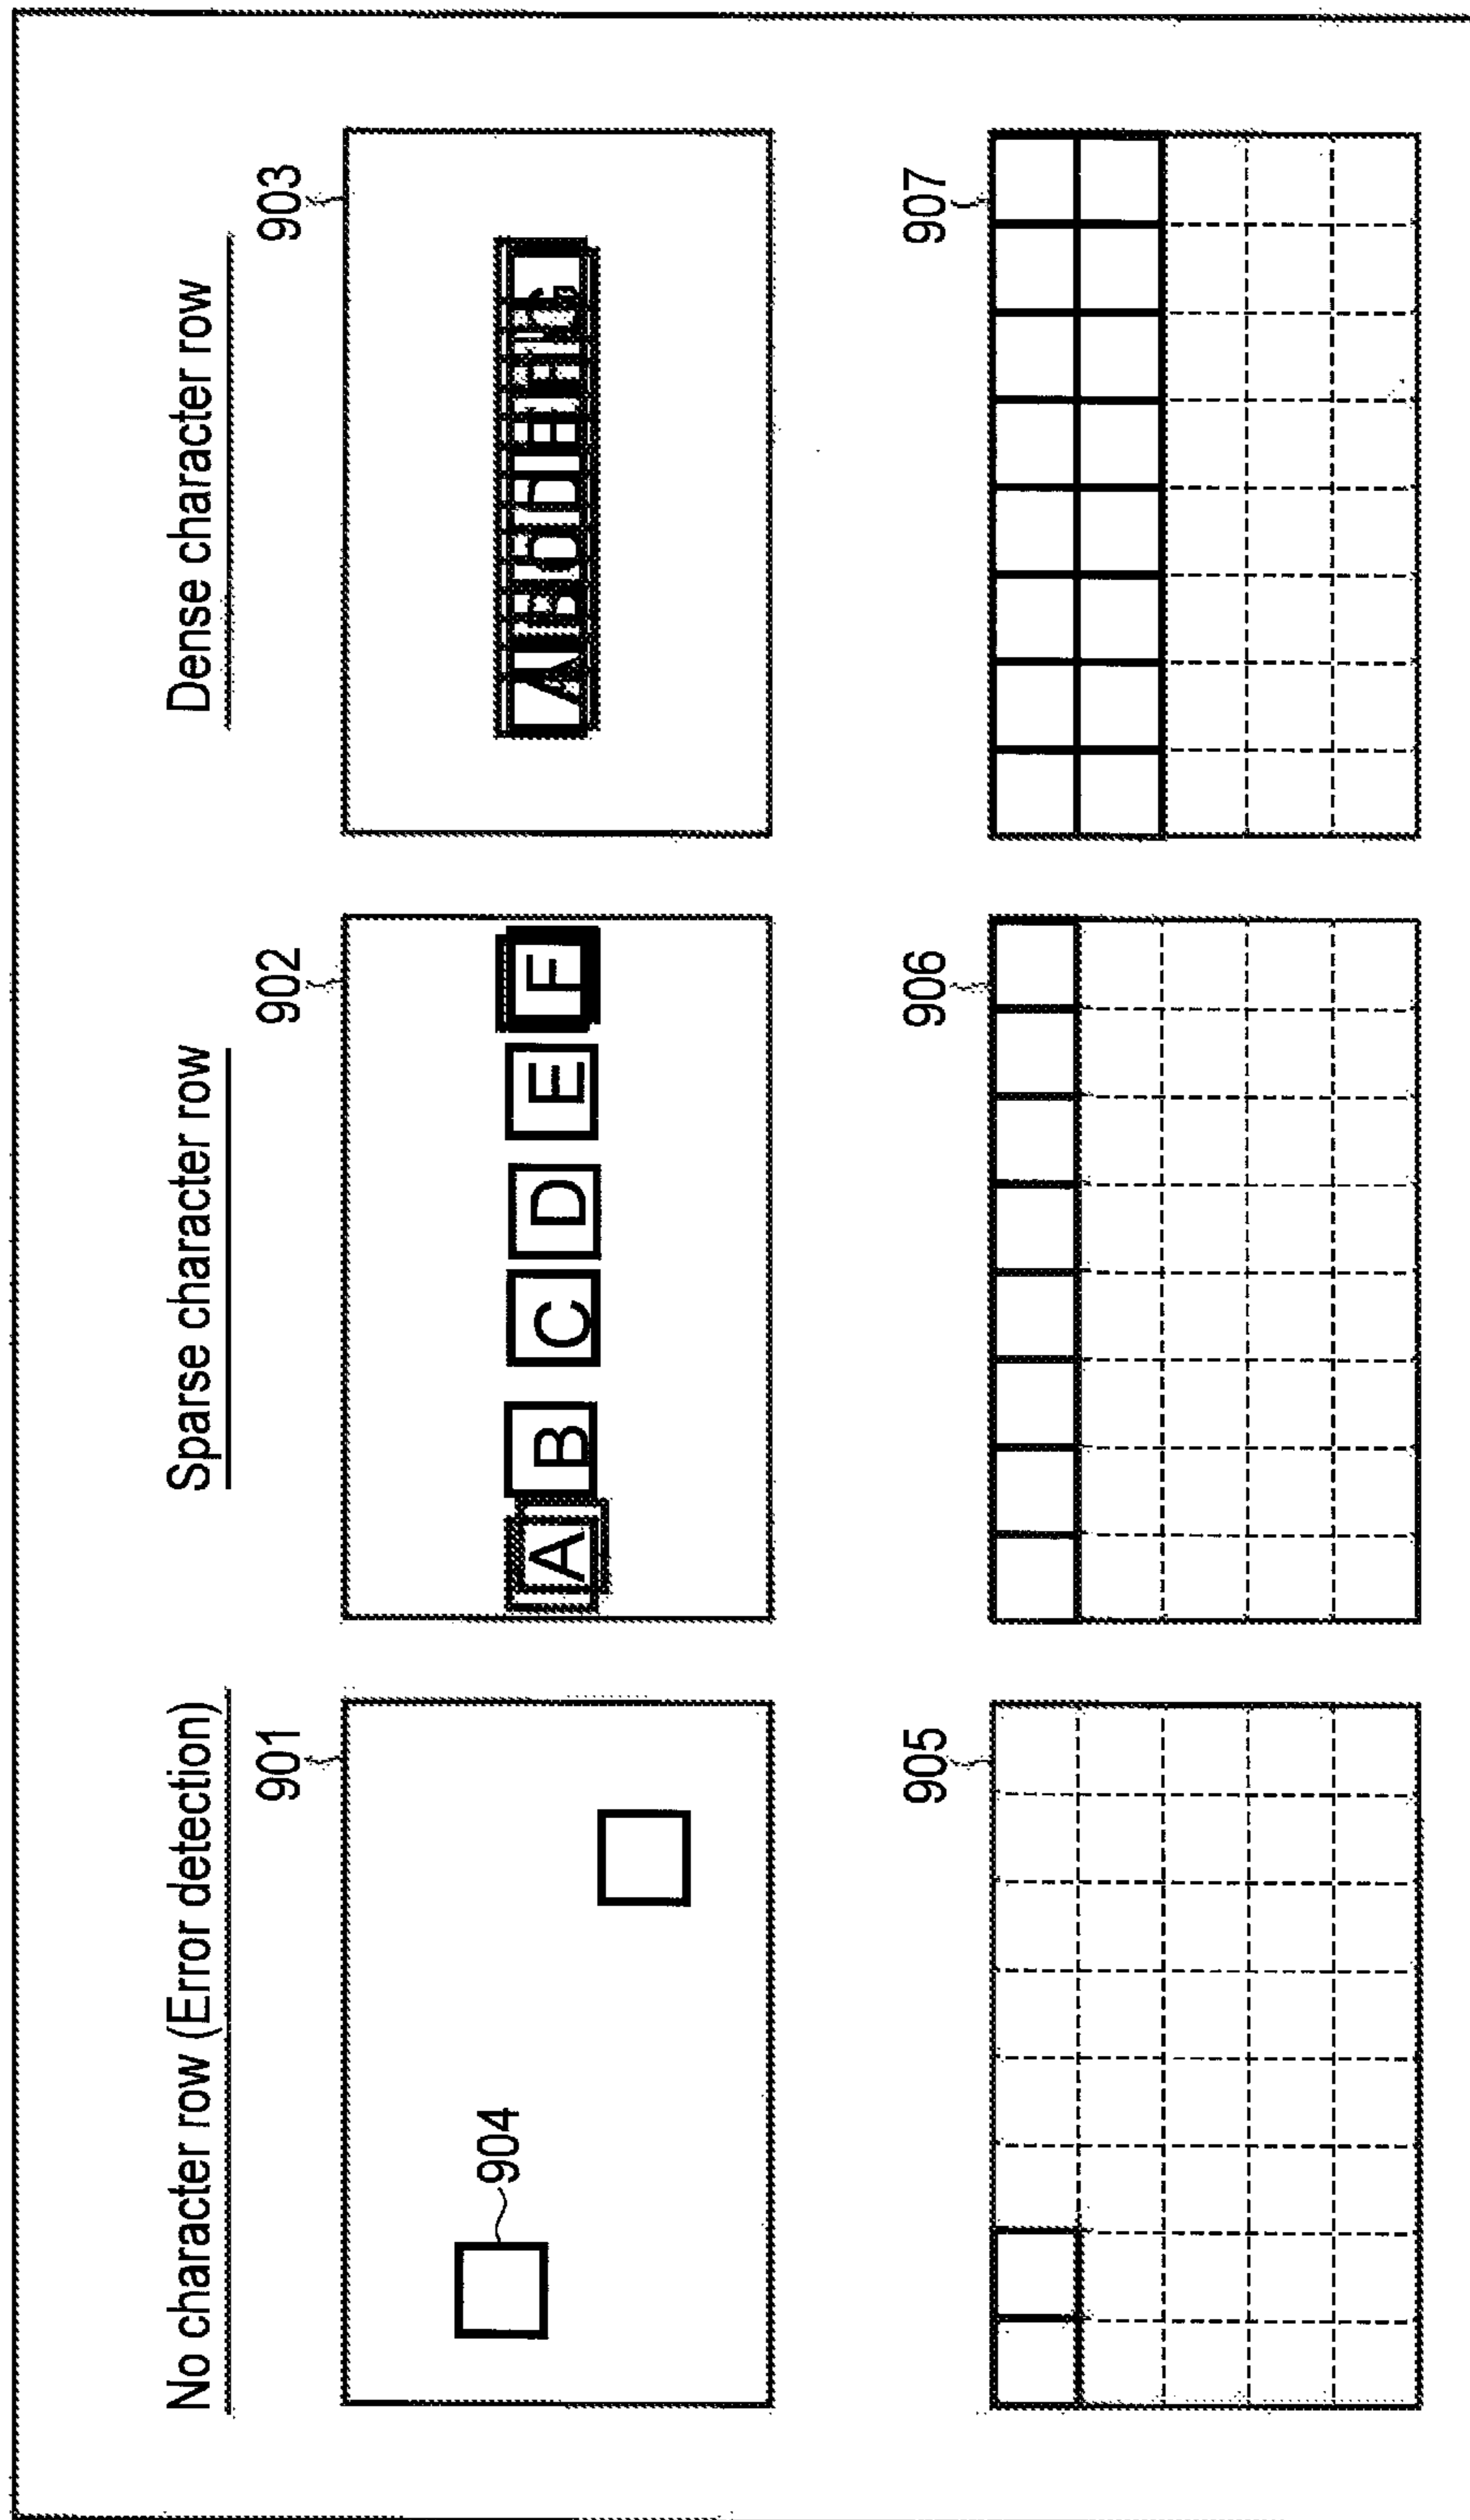 No character row (Error detection)
Sparse character row
Dense character row
901
902
903
904
A B C D E F
905
906
907